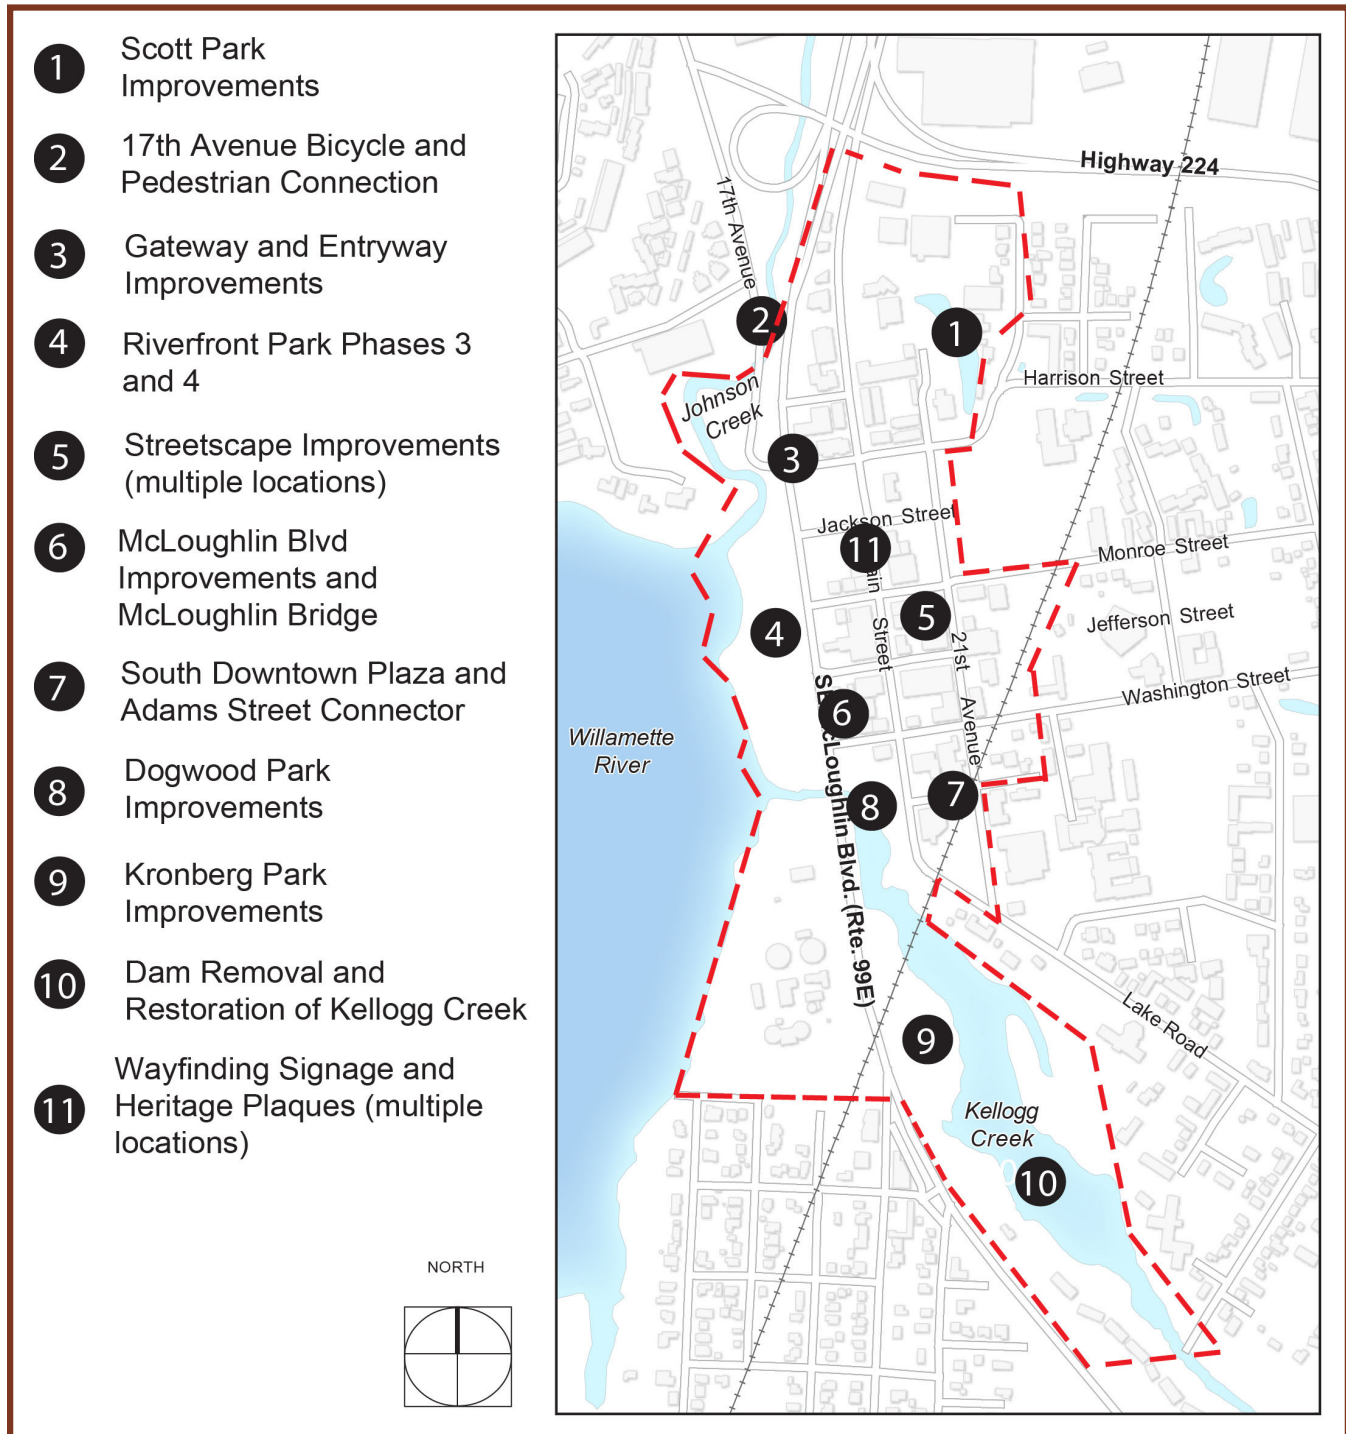 1 Scott Park
Improvements
2 17th Avenue Bicycle and
Pedestrian Connection
3 Gateway and Entryway
Improvements
4 Riverfront Park Phases 3
and 4
5 Streetscape Improvements
(multiple locations)
6 McLoughlin Blvd
Improvements and
McLoughlin Bridge
7 South Downtown Plaza and
Adams Street Connector
8 Dogwood Park
Improvements
9 Kronberg Park
Improvements
10 Dam Removal and
Restoration of Kellogg Creek
11 Wayfinding Signage and
Heritage Plaques (multiple
locations)
NORTH
Highway 224
17th Avenue
2
1
Harrison Street
Johnson
Creek
3
Jackson Street
11
Monroe Street
Street
5
4
Jefferson Street
21st Avenue
Washington Street
6
McLoughlin Blvd. (Rte. 99E)
Willamette
River
7
8
Lake Road
9
Kellogg
Creek
10